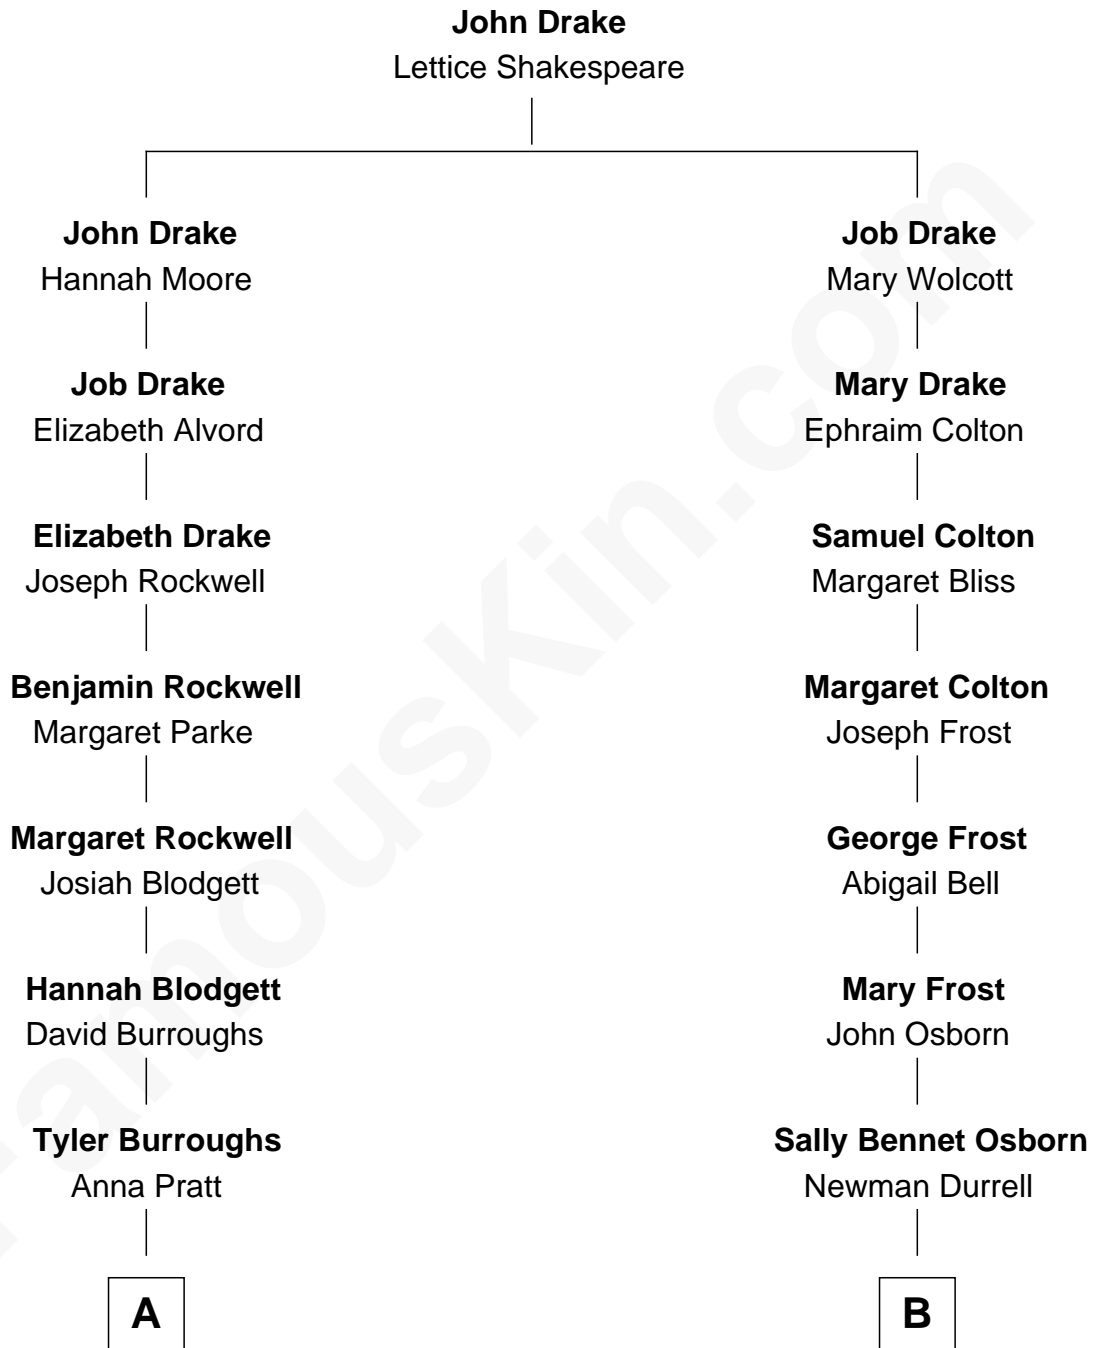 John Drake
Lettice Shakespeare
John Drake
Hannah Moore
Job Drake
Elizabeth Alvord
Elizabeth Drake
Joseph Rockwell
Benjamin Rockwell
Margaret Parke
Margaret Rockwell
Josiah Blodgett
Hannah Blodgett
David Burroughs
Tyler Burroughs
Anna Pratt
A
Job Drake
Mary Wolcott
Mary Drake
Ephraim Colton
Samuel Colton
Margaret Bliss
Margaret Colton
Joseph Frost
George Frost
Abigail Bell
Mary Frost
John Osborn
Sally Bennet Osborn
Newman Durrell
B
FamousKin.com